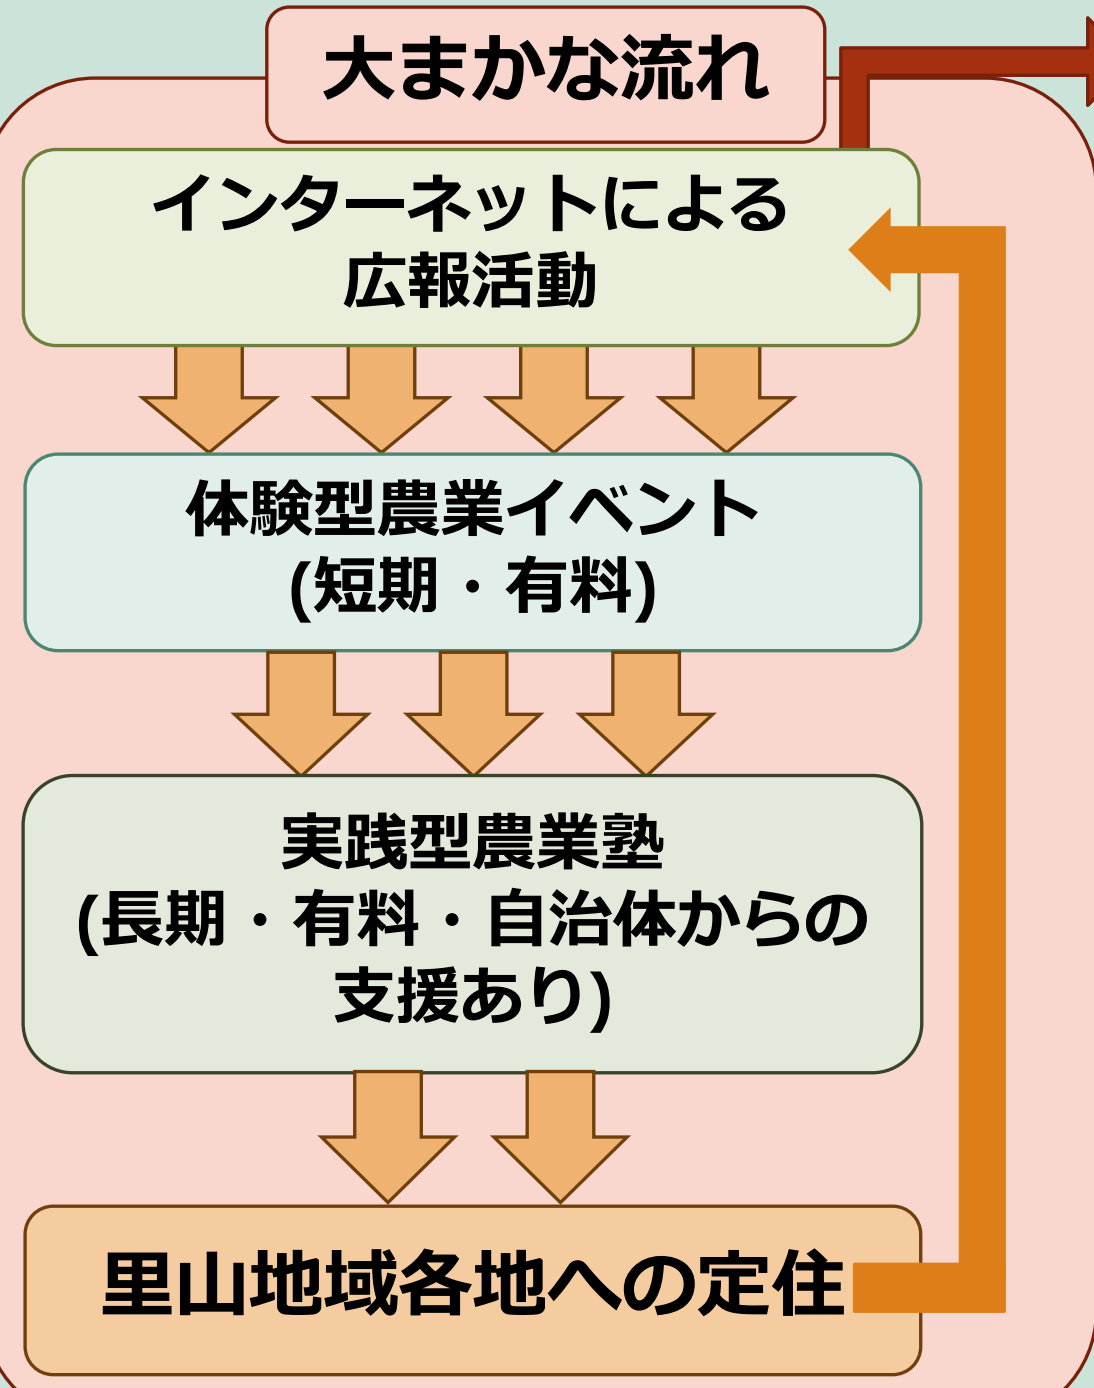 大まかな流れ
インターネットによる
広報活動
体験型農業イベント
(短期・有料)
実践型農業塾
(長期・有料・自治体からの
支援あり)
里山地域各地への定住